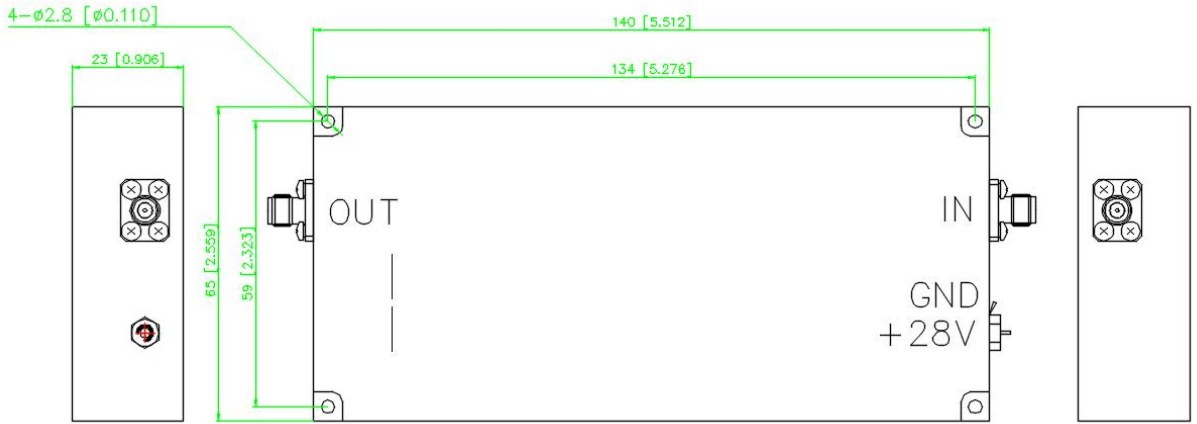 4-ø2.8 [ø0.110]
140 [5.512]
23 [0.906]
134 [5.276]
65 [2.559]
59 [2.323]
OUT
IN
GND
+28V